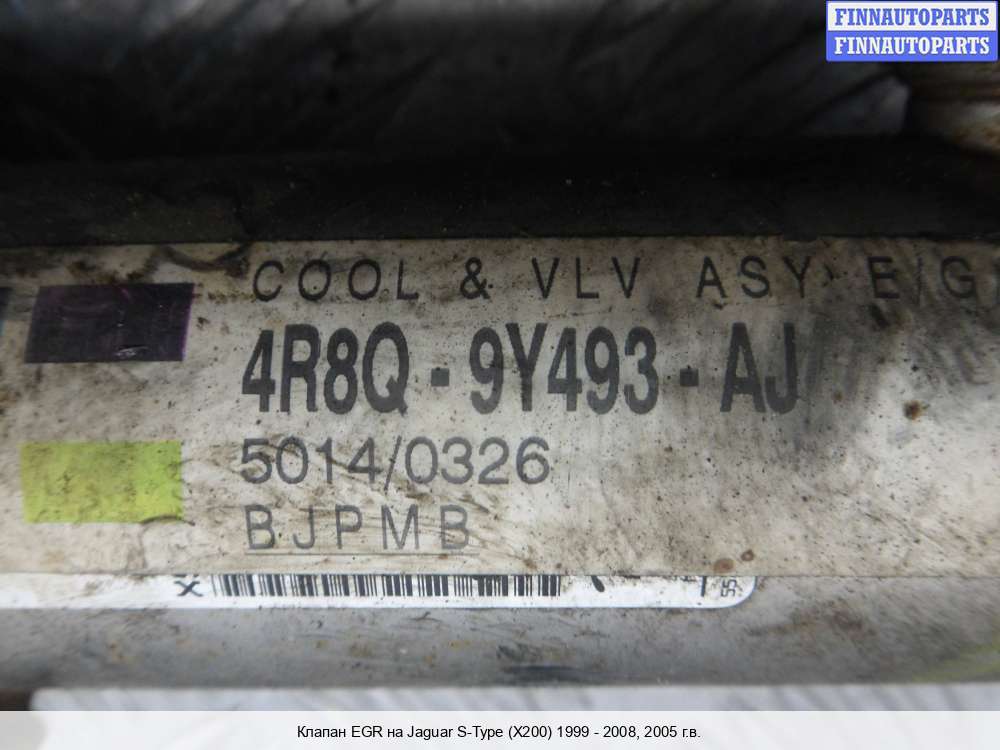 FINNAUTOPARTS
FINNAUTOPARTS
COOL & VLV ASY E/G/
4R8Q-9Y493-AJ
5014/0326
BJPMB
X
55
Клапан EGR на Jaguar S-Type (X200) 1999 - 2008, 2005 г.в.